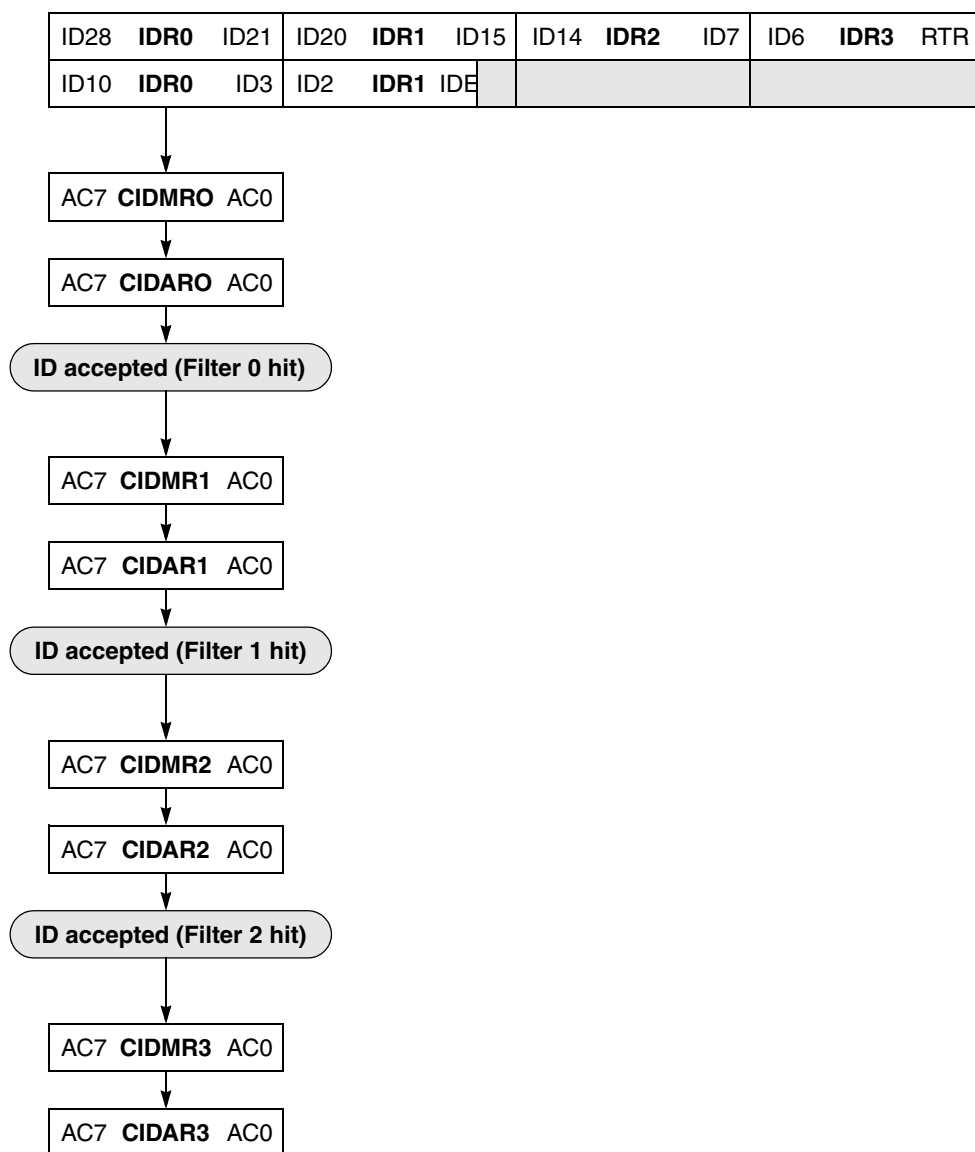 ID28 IDR0 ID21 ID20 IDR1 ID15 ID14 IDR2 ID7 ID6 IDR3 RTR
ID10 IDR0 ID3 ID2 IDR1 IDE
AC7 CIDMRO AC0
AC7 CIDARO AC0
ID accepted (Filter 0 hit)
AC7 CIDMR1 AC0
AC7 CIDAR1 AC0
ID accepted (Filter 1 hit)
AC7 CIDMR2 AC0
AC7 CIDAR2 AC0
ID accepted (Filter 2 hit)
AC7 CIDMR3 AC0
AC7 CIDAR3 AC0